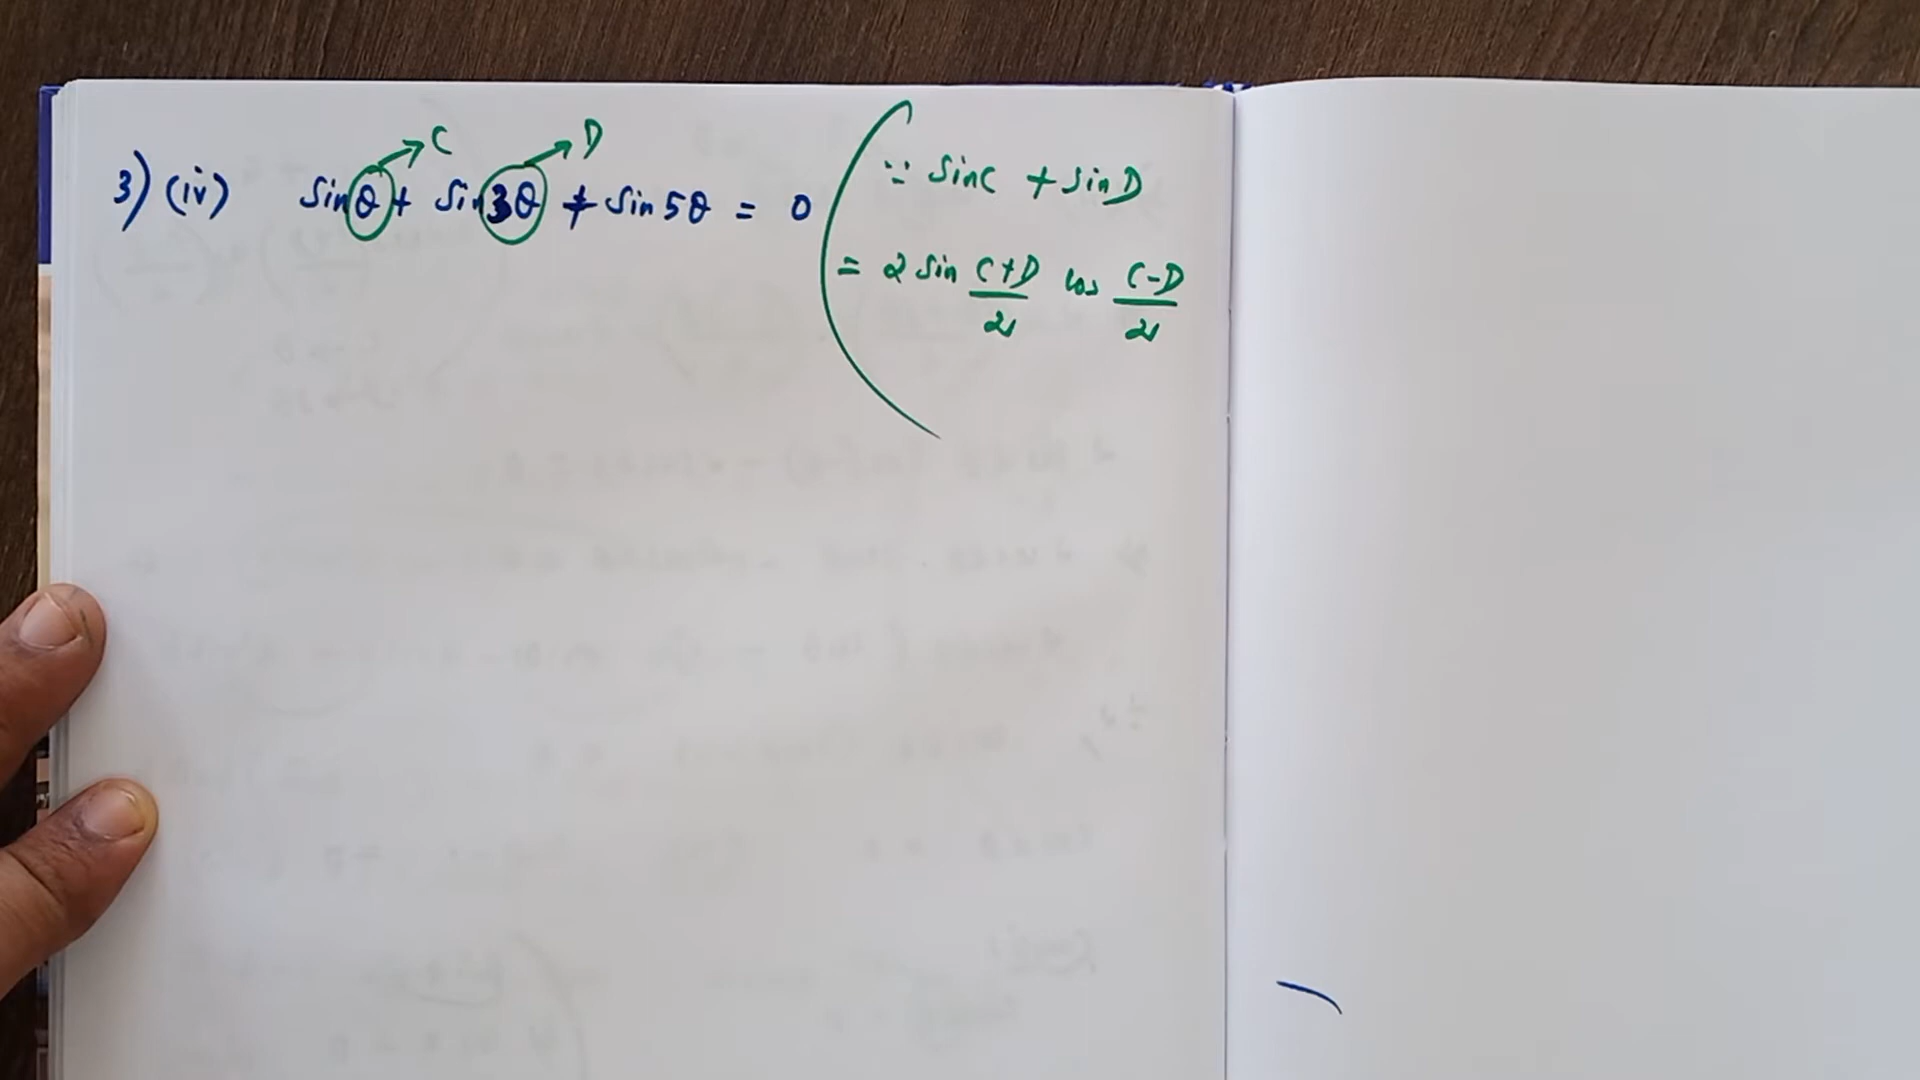 3) (iv) sinθ + sin3θ + sin5θ = 0
C
D
∵ sinC + sinD
= 2 sin (C+D)/2 cos (C-D)/2